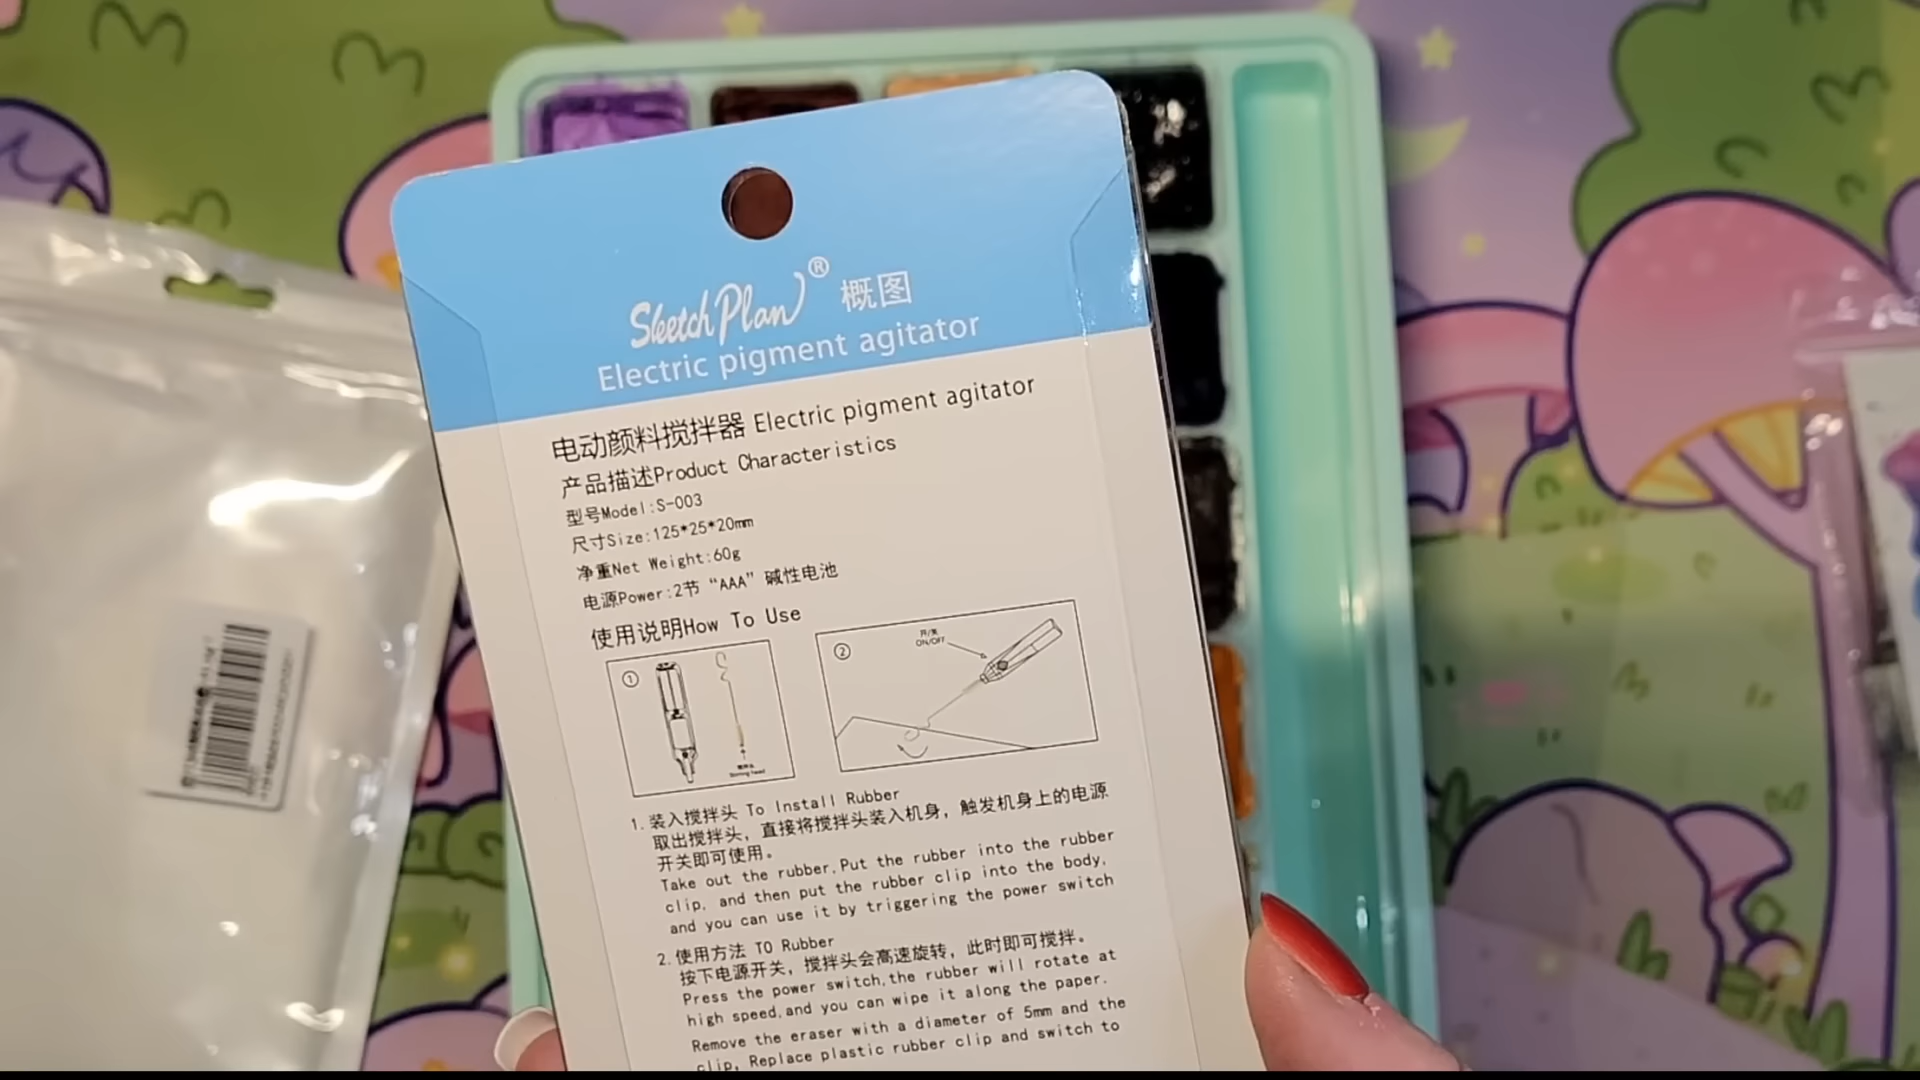 SketchPlan® 概图
Electric pigment agitator
电动颜料搅拌器 Electric pigment agitator
产品描述Product Characteristics
型号Model:S-003
尺寸Size:125*25*20mm
净重Net Weight:60g
电源Power:2节“AAA”碱性电池
使用说明How To Use
①
搅拌头
Stirring head
②
开/关
ON/OFF
1. 装入搅拌头 To Install Rubber
取出搅拌头，直接将搅拌头装入机身，触发机身上的电源
开关即可使用。
Take out the rubber,Put the rubber into the rubber
clip, and then put the rubber clip into the body,
and you can use it by triggering the power switch
2. 使用方法 TO Rubber
按下电源开关，搅拌头会高速旋转，此时即可搅拌。
Press the power switch,the rubber will rotate at
high speed,and you can wipe it along the paper.
Remove the eraser with a diameter of 5mm and the
clip, Replace plastic rubber clip and switch to